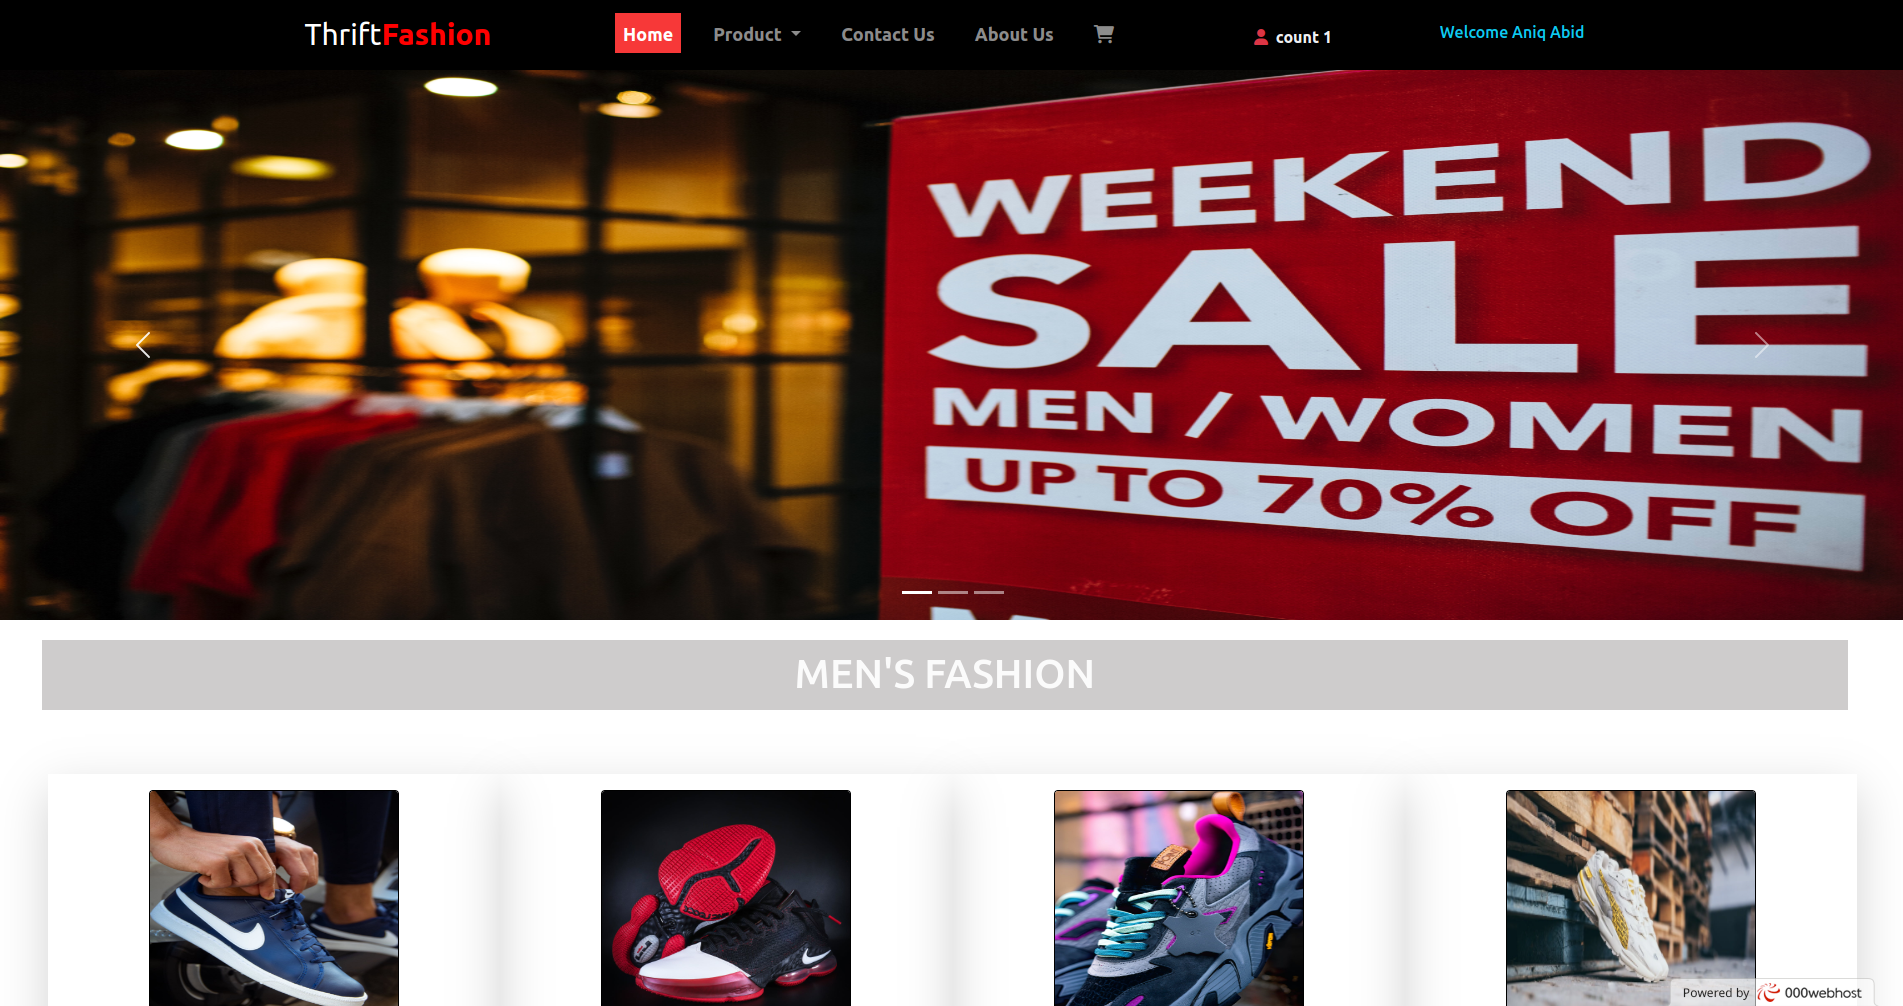 ThriftFashion
Home
Product
Contact Us
About Us
count 1
Welcome Aniq Abid
WEEKEND
SALE
MEN / WOMEN
UP TO 70% OFF
MEN'S FASHION
Powered by 000webhost